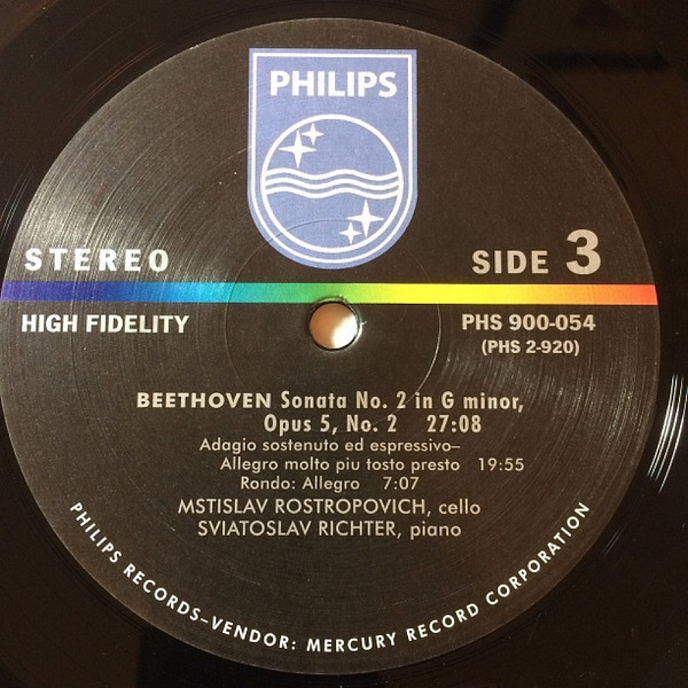 PHILIPS
STEREO
SIDE 3
HIGH FIDELITY
PHS 900-054
(PHS 2-920)
BEETHOVEN Sonata No. 2 in G minor,
Opus 5, No. 2 27:08
Adagio sostenuto ed espressivo–
Allegro molto piu tosto presto 19:55
Rondo: Allegro 7:07
MSTISLAV ROSTROPOVICH, cello
SVIATOSLAV RICHTER, piano
PHILIPS RECORDS–VENDOR: MERCURY RECORD CORPORATION